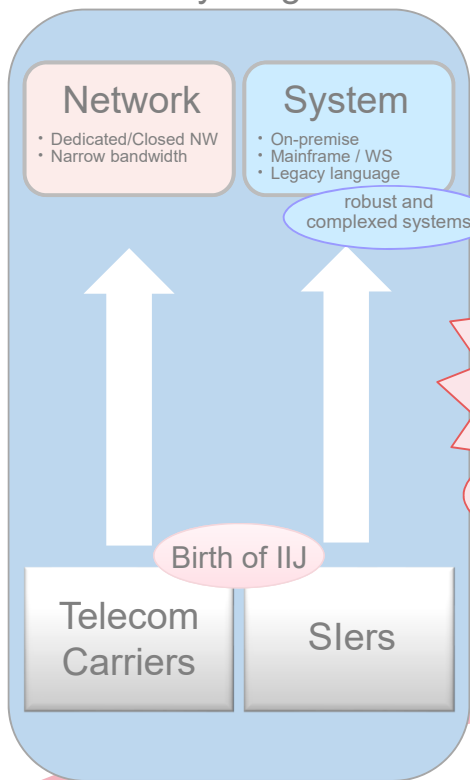 Network
• Dedicated/Closed NW
• Narrow bandwidth
System
• On-premise
• Mainframe / WS
• Legacy language
robust and
complexed systems
Birth of IIJ
Telecom
Carriers
SIers